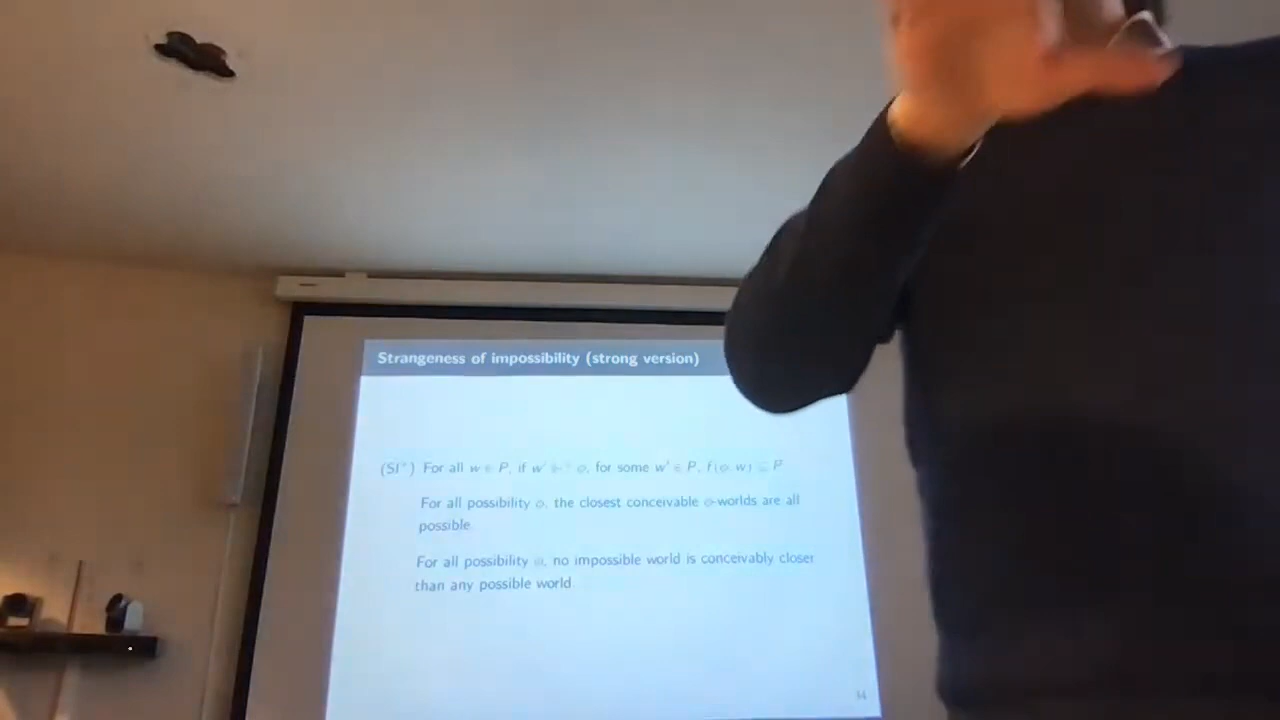 Strangeness of impossibility (strong version)
(SI⁺) For all w ∈ P, if w' ⊩⁺ φ, for some w' ∈ P, f(φ, w) ⊆ P
For all possibility φ, the closest conceivable φ-worlds are all
possible.
For all possibility φ, no impossible world is conceivably closer
than any possible world.